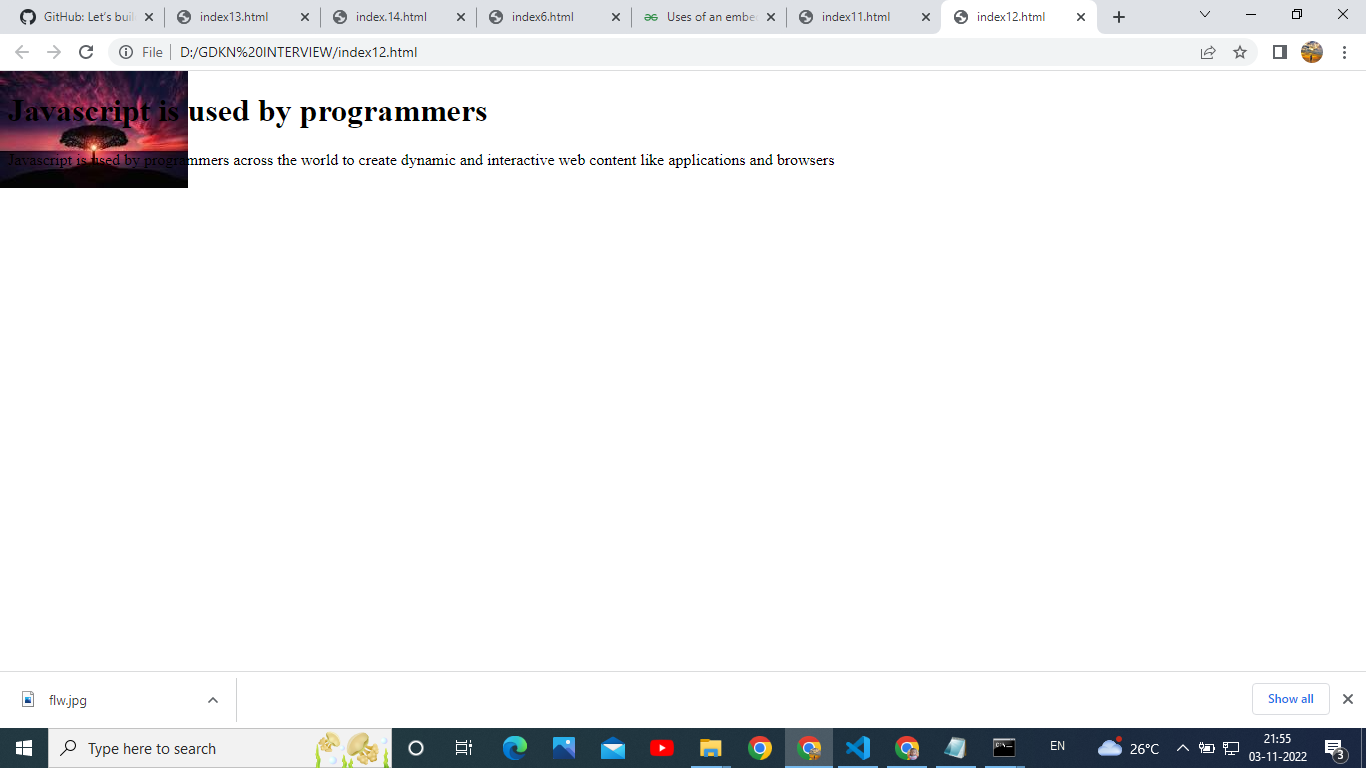 GitHub: Let's buil
index13.html
index.14.html
index6.html
Uses of an embe
index11.html
index12.html
File
D:/GDKN%20INTERVIEW/index12.html
Javascript is used by programmers
Javascript is used by programmers across the world to create dynamic and interactive web content like applications and browsers
flw.jpg
Show all
Type here to search
EN
26°C
21:55
03-11-2022
3